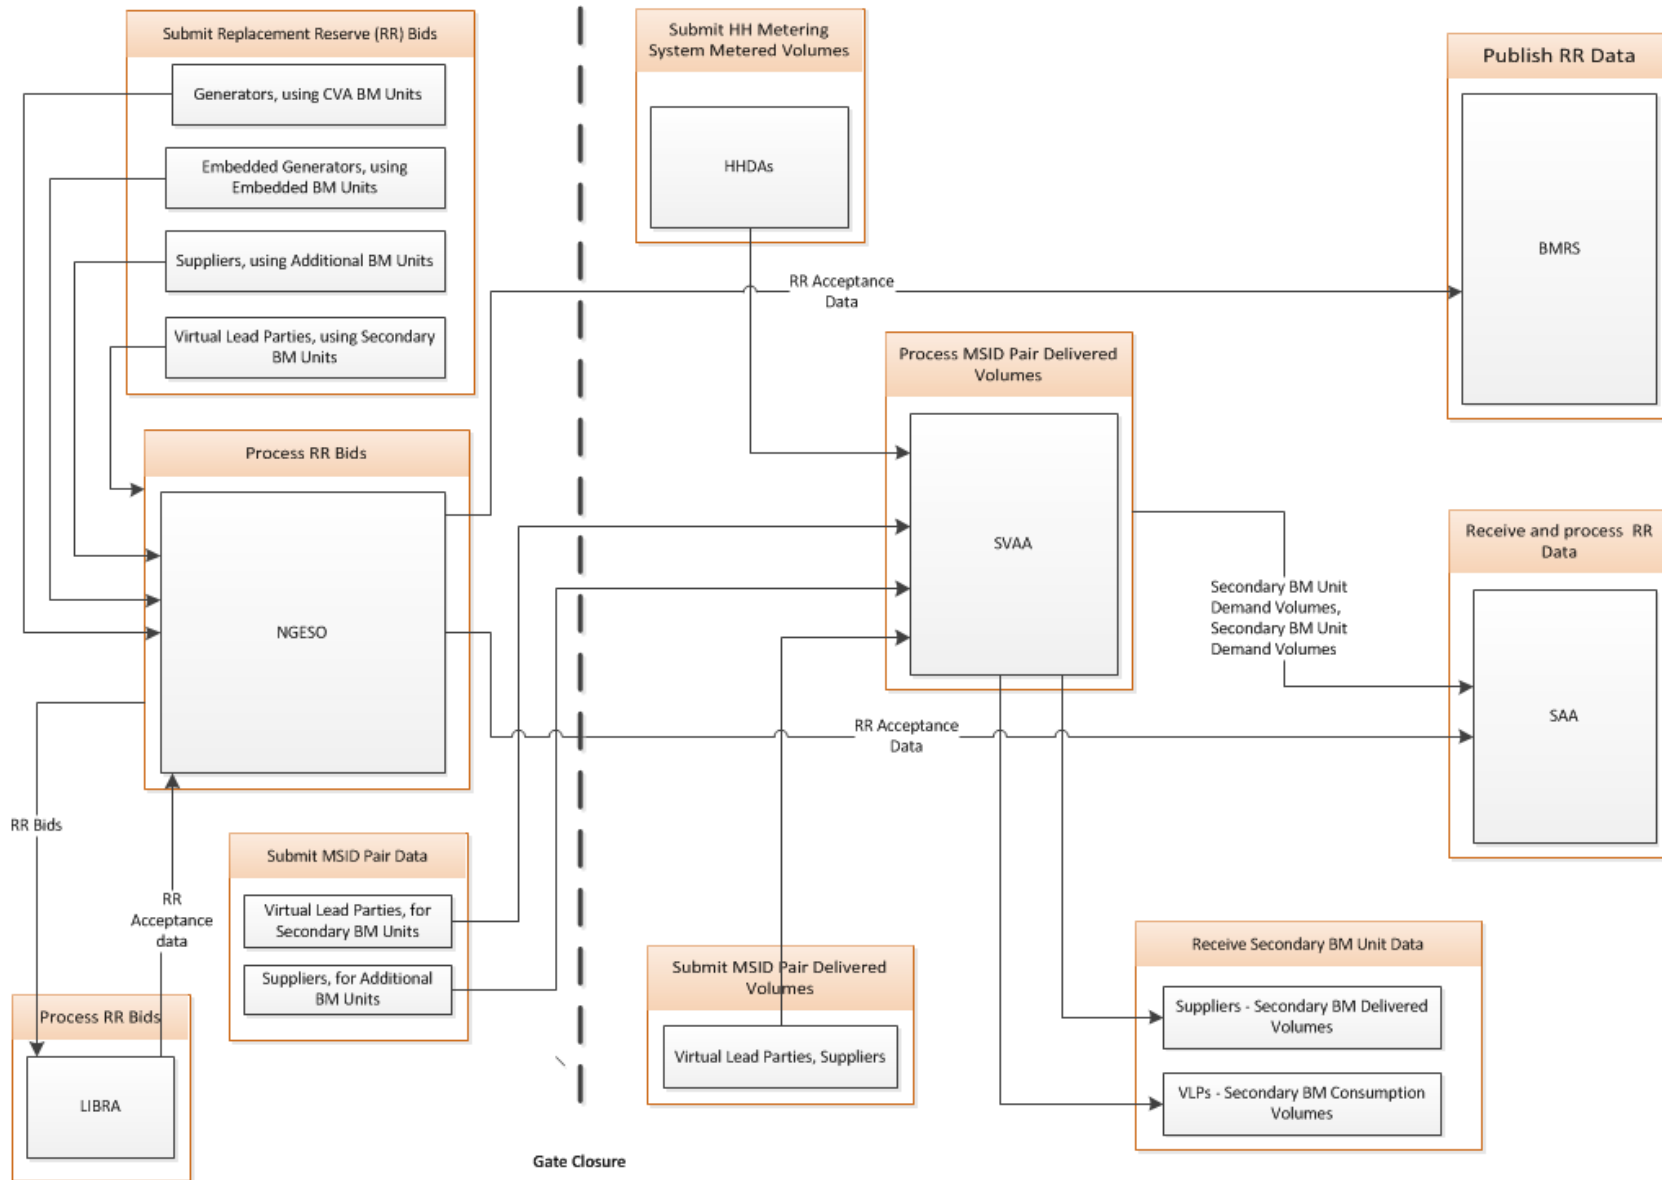 Submit Replacement Reserve (RR) Bids
Generators, using CVA BM Units
Embedded Generators, using
Embedded BM Units
Suppliers, using Additional BM Units
Virtual Lead Parties, using Secondary
BM Units
Process RR Bids
NGESO
RR Bids
RR
Acceptance
data
Process RR Bids
LIBRA
Submit MSID Pair Data
Virtual Lead Parties, for
Secondary BM Units
Suppliers, for Additional
BM Units
Gate Closure
Submit HH Metering
System Metered Volumes
HHDAs
RR Acceptance
Data
Process MSID Pair Delivered
Volumes
SVAA
RR Acceptance
Data
Submit MSID Pair Delivered
Volumes
Virtual Lead Parties, Suppliers
Publish RR Data
BMRS
Secondary BM Unit
Demand Volumes,
Secondary BM Unit
Demand Volumes
Receive and process RR
Data
SAA
Receive Secondary BM Unit Data
Suppliers - Secondary BM Delivered
Volumes
VLPs - Secondary BM Consumption
Volumes